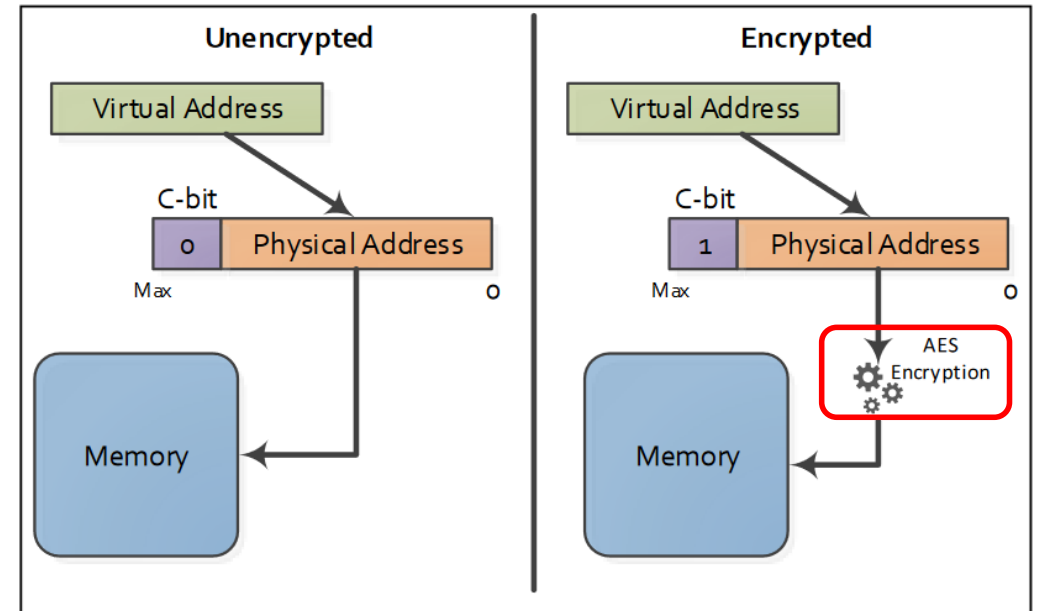 Unencrypted
Virtual Address
C-bit
0 Physical Address
Max 0
Memory
Encrypted
Virtual Address
C-bit
1 Physical Address
Max 0
AES
Encryption
Memory